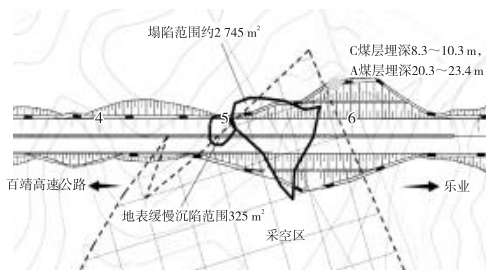 塌陷范围约2 745 m²
C煤层埋深8.3～10.3 m，
A煤层埋深20.3～23.4 m
4
5
6
百靖高速公路
乐业
地表缓慢沉陷范围325 m²
采空区